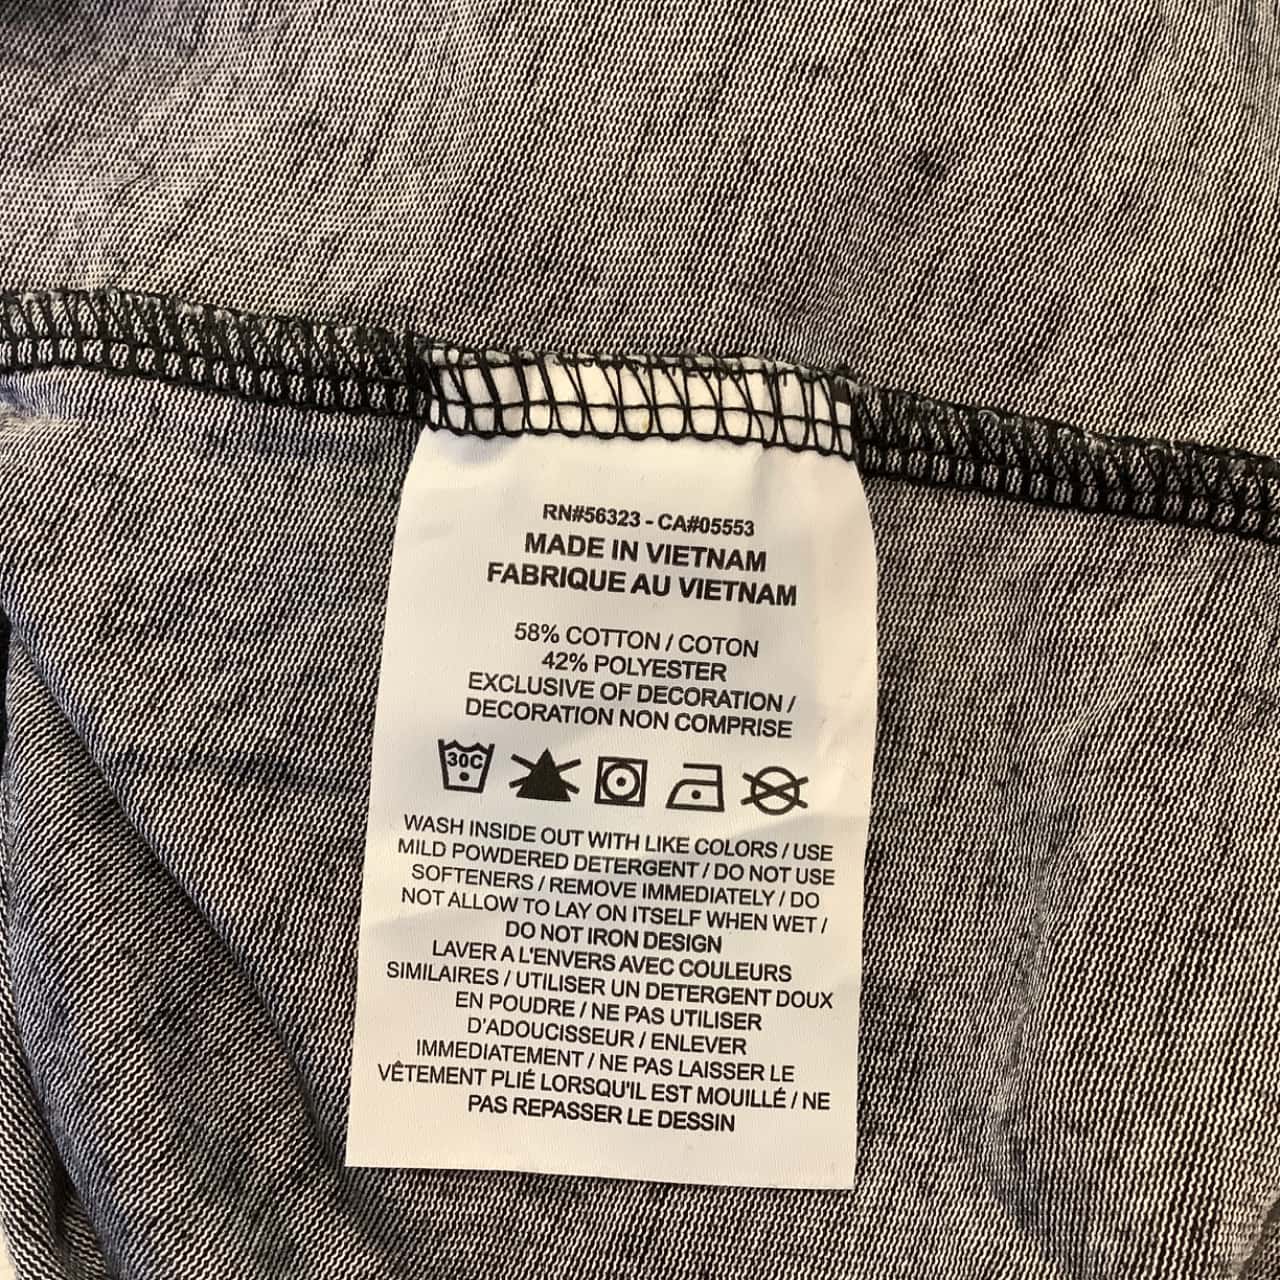 RN#56323 - CA#05553
MADE IN VIETNAM
FABRIQUE AU VIETNAM
58% COTTON / COTON
42% POLYESTER
EXCLUSIVE OF DECORATION /
DECORATION NON COMPRISE
30C
WASH INSIDE OUT WITH LIKE COLORS / USE
MILD POWDERED DETERGENT / DO NOT USE
SOFTENERS / REMOVE IMMEDIATELY / DO
NOT ALLOW TO LAY ON ITSELF WHEN WET /
DO NOT IRON DESIGN
LAVER A L'ENVERS AVEC COULEURS
SIMILAIRES / UTILISER UN DETERGENT DOUX
EN POUDRE / NE PAS UTILISER
D'ADOUCISSEUR / ENLEVER
IMMEDIATEMENT / NE PAS LAISSER LE
VÊTEMENT PLIÉ LORSQU'IL EST MOUILLÉ / NE
PAS REPASSER LE DESSIN